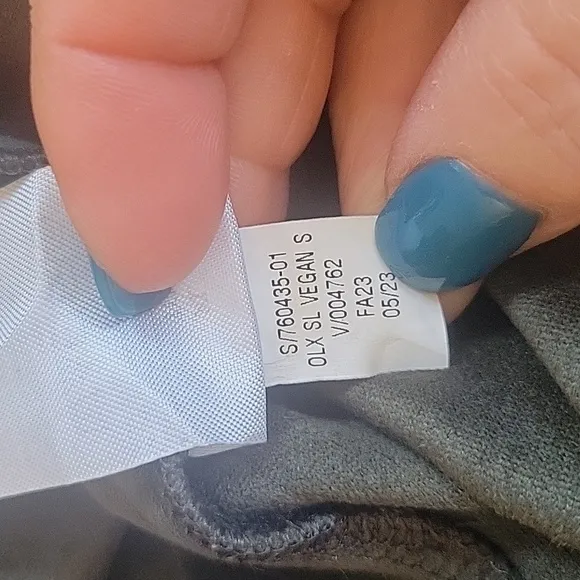 S/760435-01
OLX SL VEGAN S
V/004762
FA23
05/23